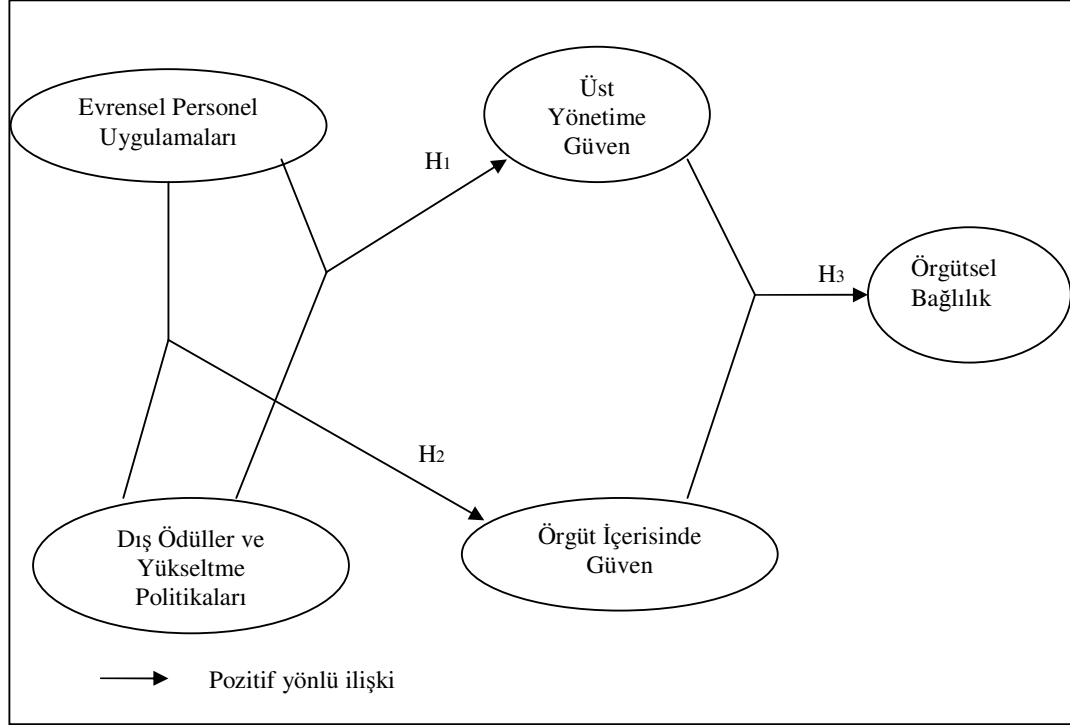 Evrensel Personel
Uygulamaları
Üst
Yönetime
Güven
H1
Örgütsel
Bağlılık
H3
H2
Dış Ödüller ve
Yükseltme
Politikaları
Örgüt İçerisinde
Güven
Pozitif yönlü ilişki